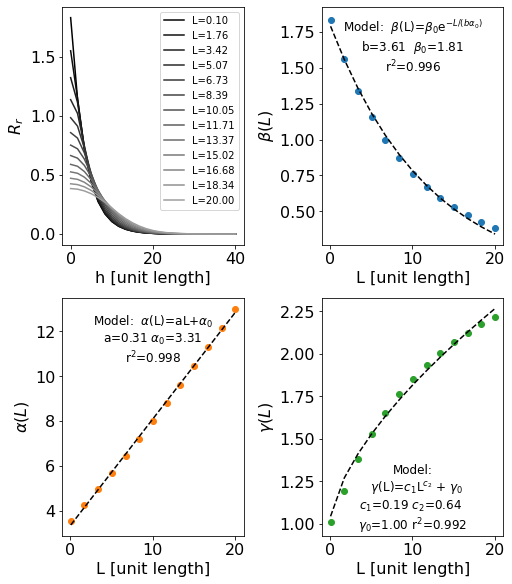 L=0.10
L=1.76
L=3.42
L=5.07
L=6.73
L=8.39
L=10.05
L=11.71
L=13.37
L=15.02
L=16.68
L=18.34
L=20.00
1.5
1.0
0.5
0.0
R_r
0 20 40
h [unit length]
Model: β(L)=β₀e^{-L/(bα₀)}
b=3.61 β₀=1.81
r²=0.996
1.75
1.50
1.25
1.00
0.75
0.50
β(L)
0 10 20
L [unit length]
Model: α(L)=aL+α₀
a=0.31 α₀=3.31
r²=0.998
12
10
8
6
4
α(L)
0 10 20
L [unit length]
2.25
2.00
1.75
1.50
1.25
1.00
γ(L)
Model:
γ(L)=c₁L^{c₂} + γ₀
c₁=0.19 c₂=0.64
γ₀=1.00 r²=0.992
0 10 20
L [unit length]